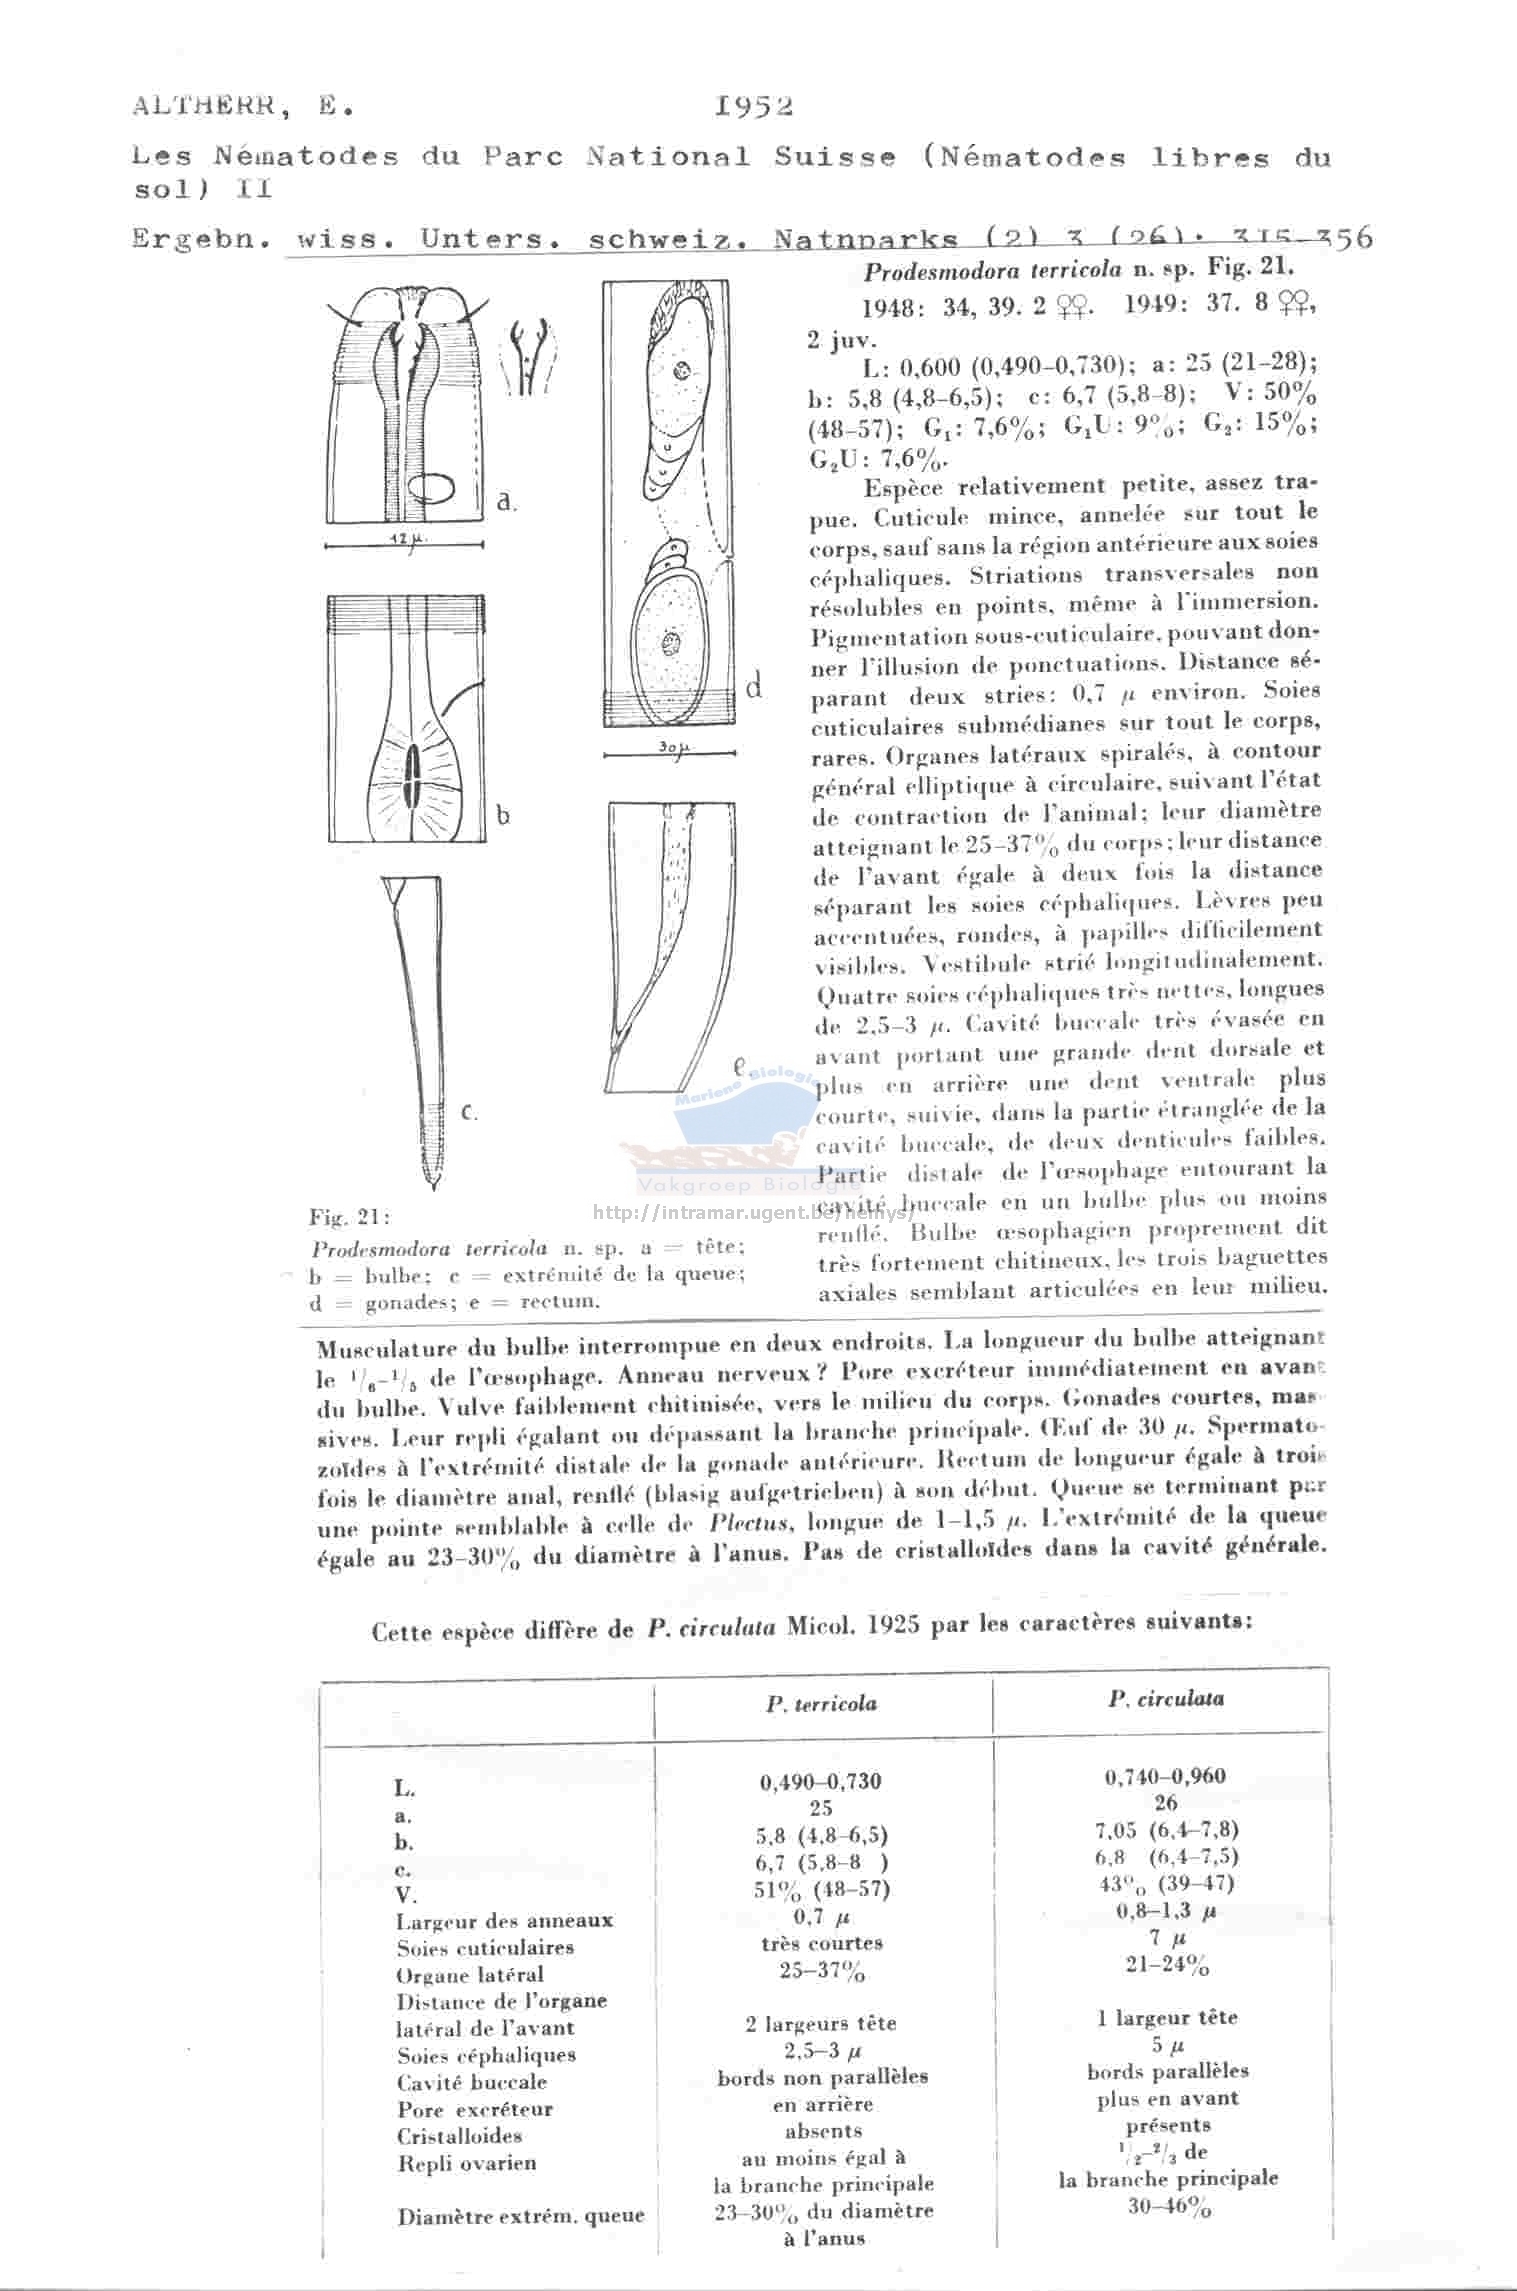 ALTHERR, E. 1952
Les Nématodes du Parc National Suisse (Nématodes libres du
sol) II
Ergebn. wiss. Unters. schweiz. Natnparks (2) 3 (26): 315-356
Prodesmodora terricola n. sp. Fig. 21.
1948: 34, 39. 2 ♀♀. 1949: 37. 8 ♀♀,
2 juv.
L: 0,600 (0,490–0,730); a: 25 (21–28);
b: 5,8 (4,8–6,5); c: 6,7 (5,8–8); V: 50%
(48–57); G₁: 7,6%; G₁U: 9%; G₂: 15%;
G₂U: 7,6%.
Espèce relativement petite, assez tra-
pue. Cuticule mince, annelée sur tout le
corps, sauf sans la région antérieure aux soies
céphaliques. Striations transversales non
résolubles en points, même à l'immersion.
Pigmentation sous-cuticulaire, pouvant don-
ner l'illusion de ponctuations. Distance sé-
parant deux stries: 0,7 µ environ. Soies
cuticulaires submédianes sur tout le corps,
rares. Organes latéraux spiralés, à contour
général elliptique à circulaire, suivant l'état
de contraction de l'animal; leur diamètre
atteignant le 25–37% du corps; leur distance
de l'avant égale à deux fois la distance
séparant les soies céphaliques. Lèvres peu
accentuées, rondes, à papilles difficilement
visibles. Vestibule strié longitudinalement.
Quatre soies céphaliques très nettes, longues
de 2,5–3 µ. Cavité buccale très évasée en
avant portant une grande dent dorsale et
plus en arrière une dent ventrale plus
courte, suivie, dans la partie étranglée de la
cavité buccale, de deux denticules faibles.
Partie distale de l'œsophage entourant la
cavité buccale en un bulbe plus ou moins
renflé. Bulbe œsophagien proprement dit
très fortement chitineux, les trois baguettes
axiales semblant articulées en leur milieu.
a.
12 µ.
b
c.
d
30 µ
e.
Mariene Biologie
Vakgroep Biologie
http://intramar.ugent.be/nemys/
Fig. 21:
Prodesmodora terricola n. sp. a = tête;
b = bulbe; c = extrémité de la queue;
d = gonades; e = rectum.
Musculature du bulbe interrompue en deux endroits. La longueur du bulbe atteignant
le ¹/₆–¹/₅ de l'œsophage. Anneau nerveux? Pore excréteur immédiatement en avant
du bulbe. Vulve faiblement chitinisée, vers le milieu du corps. Gonades courtes, mas-
sives. Leur repli égalant ou dépassant la branche principale. Œuf de 30 µ. Spermato-
zoïdes à l'extrémité distale de la gonade antérieure. Rectum de longueur égale à trois
fois le diamètre anal, renflé (blasig aufgetrieben) à son début. Queue se terminant par
une pointe semblable à celle de Plectus, longue de 1–1,5 µ. L'extrémité de la queue
égale au 23–30% du diamètre à l'anus. Pas de cristalloïdes dans la cavité générale.
Cette espèce diffère de P. circulata Micol. 1925 par les caractères suivants:
P. terricola P. circulata
L. 0,490–0,730 0,740–0,960
a. 25 26
b. 5,8 (4,8–6,5) 7,05 (6,4–7,8)
c. 6,7 (5,8–8 ) 6,8 (6,4–7,5)
V. 51% (48–57) 43% (39–47)
Largeur des anneaux 0,7 µ 0,8–1,3 µ
Soies cuticulaires très courtes 7 µ
Organe latéral 25–37% 21–24%
Distance de l'organe
latéral de l'avant 2 largeurs tête 1 largeur tête
Soies céphaliques 2,5–3 µ 5 µ
Cavité buccale bords non parallèles bords parallèles
Pore excréteur en arrière plus en avant
Cristalloides absents présents
Repli ovarien au moins égal à ¹/₂–²/₃ de
la branche principale la branche principale
Diamètre extrém. queue 23–30% du diamètre 30–46%
à l'anus